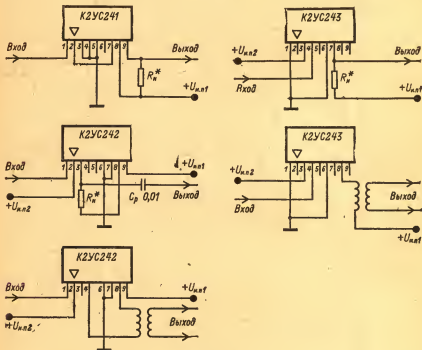 К2УС241
Вход 1 2 3 4 5 6 7 8 9 Выход
Rн*
+Uи.п1
К2УС243
+Uи.п2 1 2 3 4 5 6 7 8 9 Выход
Вход Rн*
+Uи.п1
К2УС242
Вход 1 2 3 4 5 6 7 8 9 +Uи.п1
+Uи.п2 Rн* Cр 0,01 Выход
К2УС243
+Uи.п2 1 2 3 4 5 6 7 8 9
Вход Выход
+Uи.п1
К2УС242
Вход 1 2 3 4 5 6 7 8 9 +Uи.п1
+Uи.п2 Выход